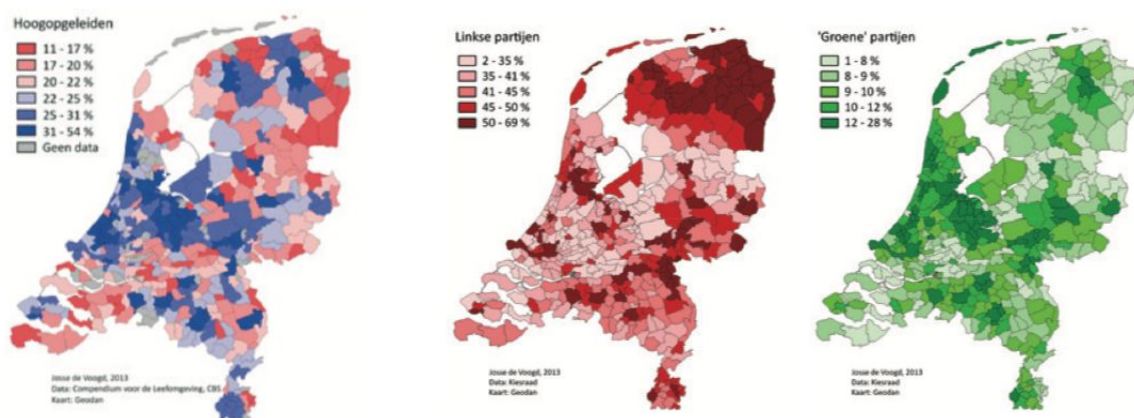 Hoogopgeleiden
11 - 17 %
17 - 20 %
20 - 22 %
22 - 25 %
25 - 31 %
31 - 54 %
Geen data
Josse de Voogd, 2013
Data: Compendium voor de Leefomgeving, CBS
Kaart: Geodan
Linkse partijen
2 - 35 %
35 - 41 %
41 - 45 %
45 - 50 %
50 - 69 %
Josse de Voogd, 2013
Data: Kiesraad
Kaart: Geodan
'Groene' partijen
1 - 8 %
8 - 9 %
9 - 10 %
10 - 12 %
12 - 28 %
Josse de Voogd, 2013
Data: Kiesraad
Kaart: Geodan